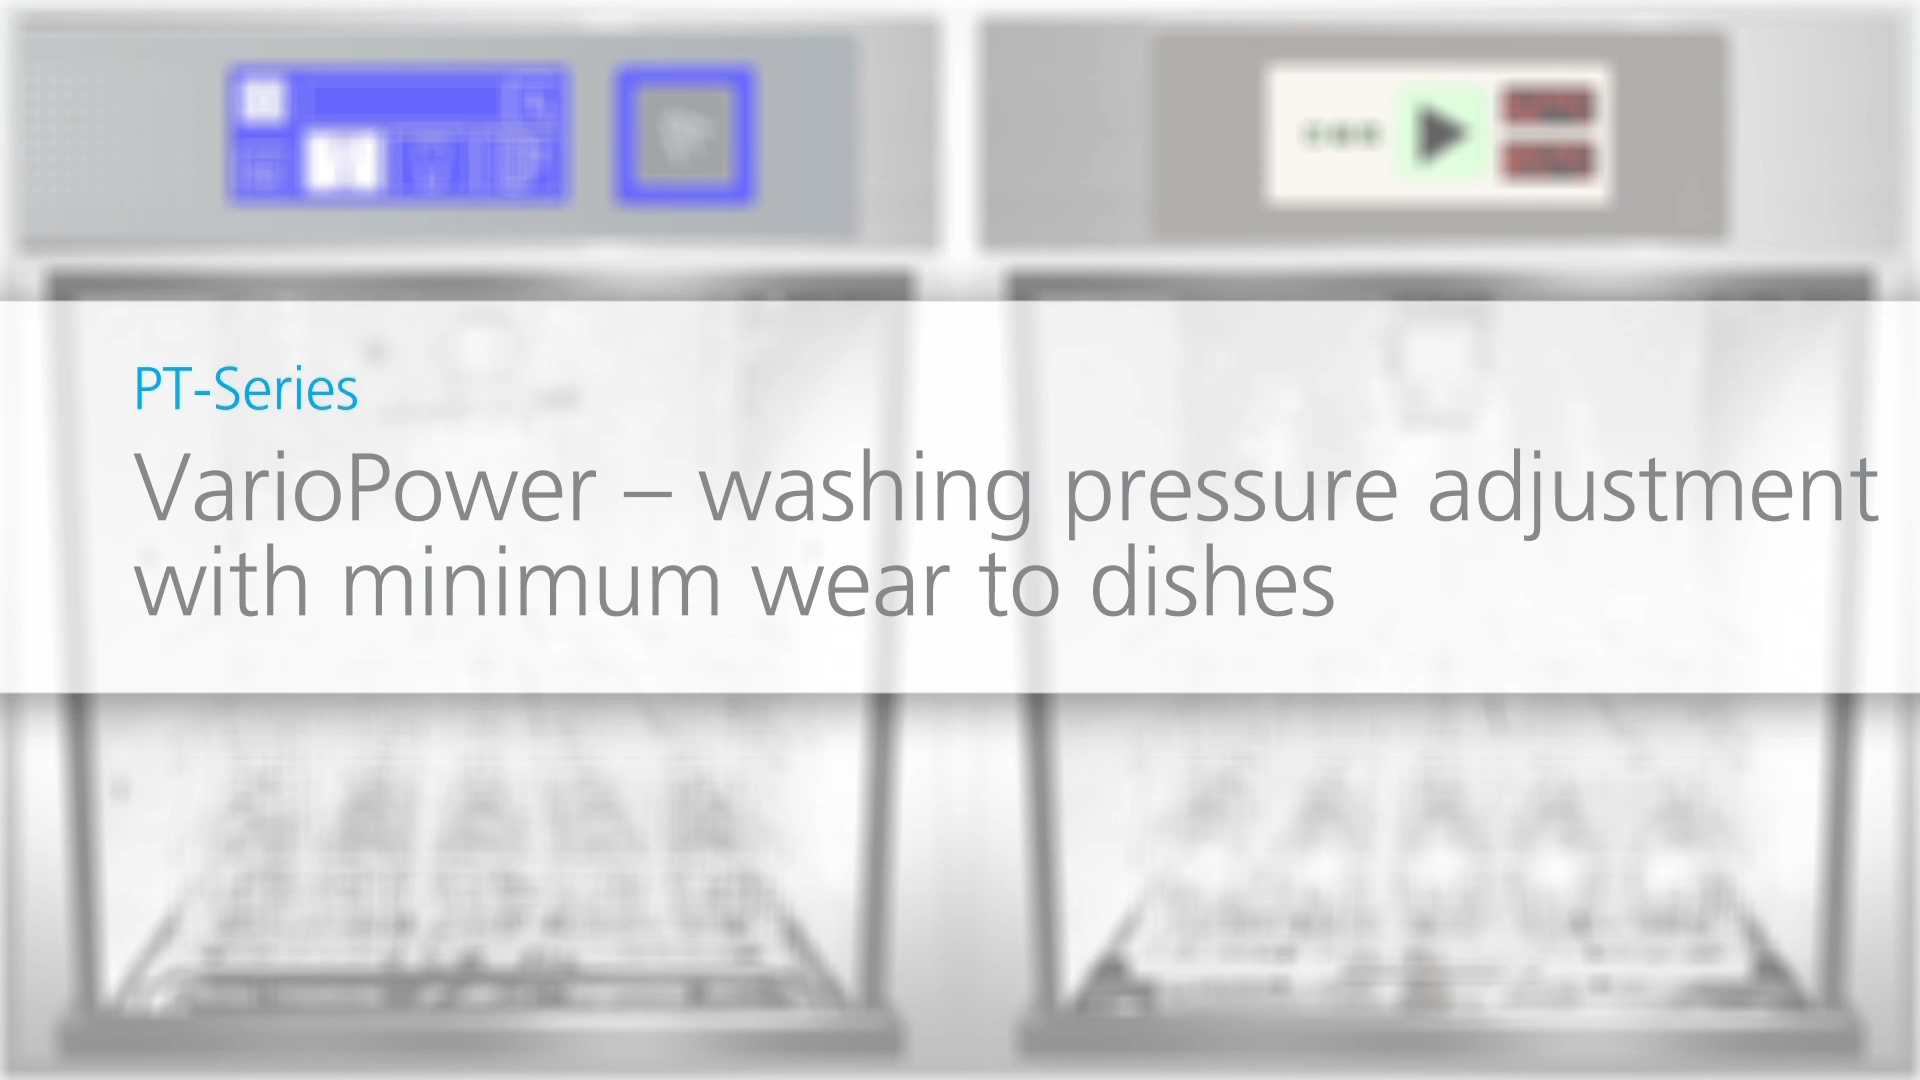 PT-Series
VarioPower – washing pressure adjustment
with minimum wear to dishes